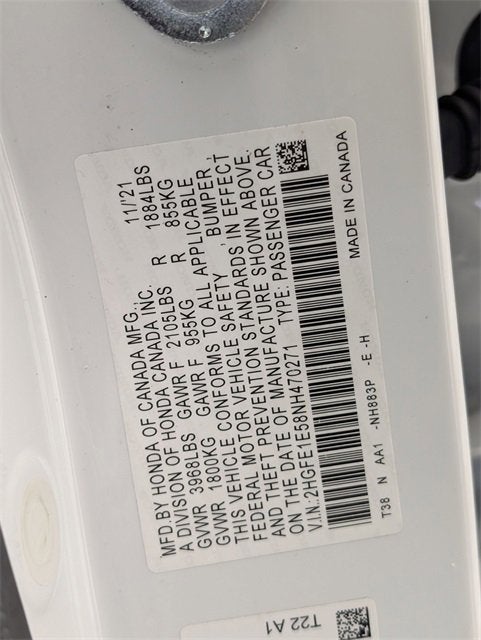 MFD.BY HONDA OF CANADA MFG., 11/'21
A DIVISION OF HONDA CANADA INC.
GVWR 3968LBS GAWR F 2105LBS R 1884LBS
GVWR 1800KG GAWR F 955KG R 855KG
THIS VEHICLE CONFORMS TO ALL APPLICABLE
FEDERAL MOTOR VEHICLE SAFETY , BUMPER,
AND THEFT PREVENTION STANDARDS IN EFFECT
ON THE DATE OF MANUFACTURE SHOWN ABOVE.
V.I.N.:2HGFE1E58NH470271 TYPE: PASSENGER CAR
T38 N AA1 -NH883P -E -H MADE IN CANADA
T22 A1